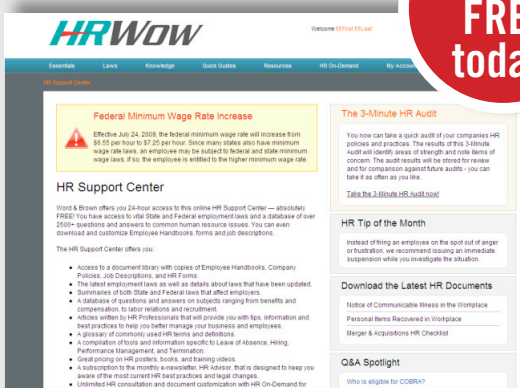 HRWOW
Welcome EEFirst EELast
FRE
toda
Essentials Laws Knowledge Quick Guides Resources HR On-Demand My Accou
HR Support Center
Federal Minimum Wage Rate Increase
Effective July 24, 2009, the federal minimum wage rate will increase from
$6.55 per hour to $7.25 per hour. Since many states also have minimum
wage rate laws, an employee may be subject to federal and state minimum
wage laws. If so, the employee is entitled to the higher minimum wage rate.
HR Support Center
Word & Brown offers you 24-hour access to this online HR Support Center — absolutely
FREE! You have access to vital State and Federal employment laws and a database of over
2500+ questions and answers to common human resource issues. You can even
download and customize Employee Handbooks, forms and job descriptions.
The HR Support Center offers you:
Access to a document library with copies of Employee Handbooks, Company
Policies, Job Descriptions, and HR Forms.
The latest employment laws as well as details about laws that have been updated.
Summaries of both State and Federal laws that affect employers.
A database of questions and answers on subjects ranging from benefits and
compensation, to labor relations and recruitment.
Articles written by HR Professionals that will provide you with tips, information and
best practices to help you better manage your business and employees.
A glossary of commonly used HR terms and definitions.
A compilation of tools and information specific to Leave of Absence, Hiring,
Performance Management, and Termination.
Great pricing on HR posters, books, and training videos.
A subscription to the monthly e-newsletter, HR Advisor, that is designed to keep you
aware of the most current HR best practices and legal changes.
Unlimited HR consultation and document customization with HR On-Demand for
The 3-Minute HR Audit
You now can take a quick audit of your companies HR
policies and practices. The results of this 3-Minute
Audit will identify areas of strength and note items of
concern. The audit results will be stored for review
and for comparison against future audits - you can
take it as often as you like.
Take the 3-Minute HR Audit now!
HR Tip of the Month
Instead of firing an employee on the spot out of anger
or frustration, we recommend issuing an immediate
suspension while you investigate the situation.
Download the Latest HR Documents
Notice of Communicable Illness in the Workplace
Personal Items Recovered in Workplace
Merger & Acquisitions HR Checklist
Q&A Spotlight
Who is eligible for COBRA?